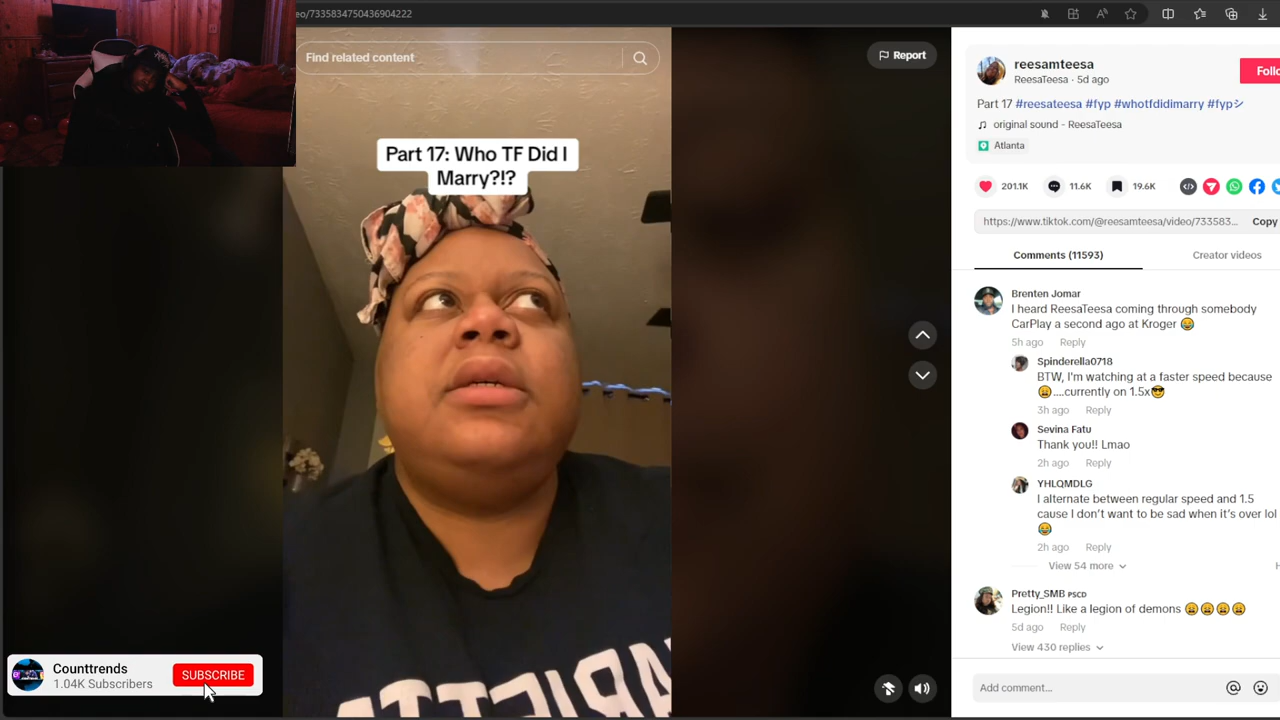 eo/7335834750436904222
Find related content
Report
Part 17: Who TF Did I
Marry?!?
reesamteesa
ReesaTeesa · 5d ago
Follo
Part 17 #reesateesa #fyp #whotfdidimarry #fypシ
original sound - ReesaTeesa
Atlanta
201.1K
11.6K
19.6K
https://www.tiktok.com/@reesamteesa/video/733583...
Copy
Comments (11593)
Creator videos
Brenten Jomar
I heard ReesaTeesa coming through somebody
CarPlay a second ago at Kroger 😂
5h ago
Reply
Spinderella0718
BTW, I'm watching at a faster speed because
😩....currently on 1.5x😎
3h ago
Reply
Sevina Fatu
Thank you!! Lmao
2h ago
Reply
YHLQMDLG
I alternate between regular speed and 1.5
cause I don't want to be sad when it's over lol
😂
2h ago
Reply
View 54 more
H
Pretty_SMB PSCD
Legion!! Like a legion of demons 😩😩😩😩
5d ago
Reply
View 430 replies
Add comment...
Counttrends
1.04K Subscribers
SUBSCRIBE